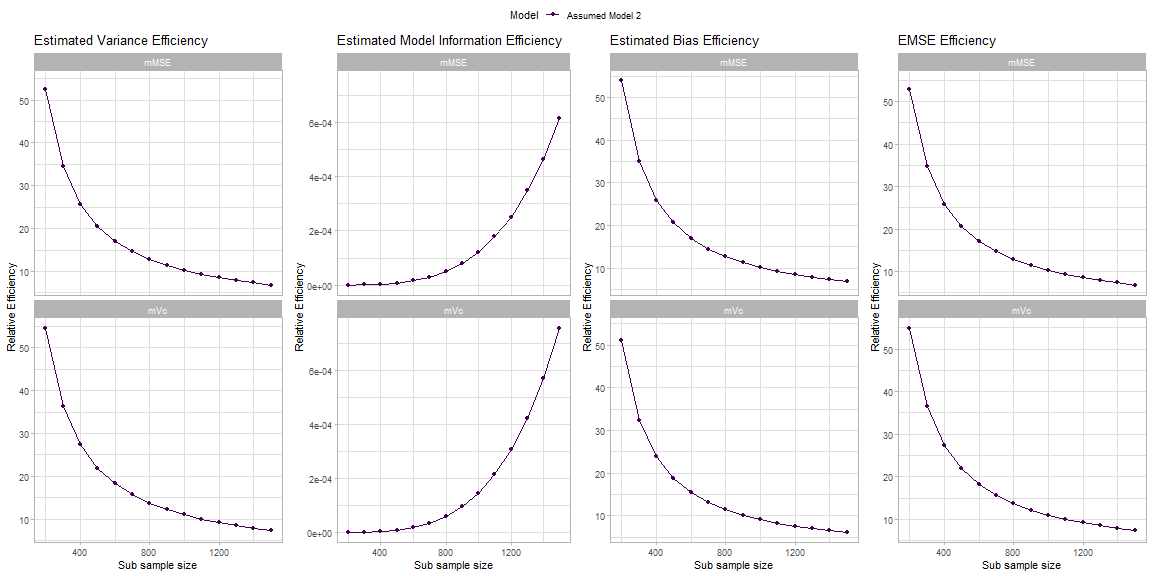 Model Assumed Model 2
Estimated Variance Efficiency
mMSE
50
40
30
20
10
mVc
50
40
30
20
10
400 800 1200
Sub sample size
Relative Efficiency
Estimated Model Information Efficiency
mMSE
6e-04
4e-04
2e-04
0e+00
mVc
6e-04
4e-04
2e-04
0e+00
400 800 1200
Sub sample size
Relative Efficiency
Estimated Bias Efficiency
mMSE
50
40
30
20
10
mVc
50
40
30
20
10
400 800 1200
Sub sample size
Relative Efficiency
EMSE Efficiency
mMSE
50
40
30
20
10
mVc
50
40
30
20
10
400 800 1200
Sub sample size
Relative Efficiency